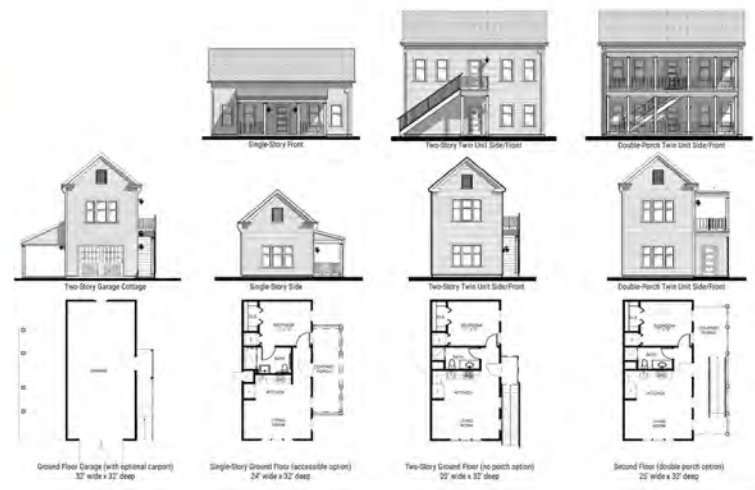 Single-Story Front
Two-Story Twin Unit Side/Front
Double-Porch Twin Unit Side/Front
Two-Story Garage Cottage
Single-Story Side
Two-Story Twin Unit Side/Front
Double-Porch Twin Unit Side/Front
GARAGE
BEDROOM
BATH
COVERED
PORCH
KITCHEN
LIVING
ROOM
BEDROOM
BATH
KITCHEN
LIVING
ROOM
BEDROOM
COVERED
PORCH
BATH
KITCHEN
LIVING
ROOM
Ground Floor Garage (with optional carport)
32' wide x 32' deep
Single-Story Ground Floor (accessible option)
24' wide x 32' deep
Two-Story Ground Floor (no porch option)
20' wide x 32' deep
Second Floor (double porch option)
25' wide x 32' deep